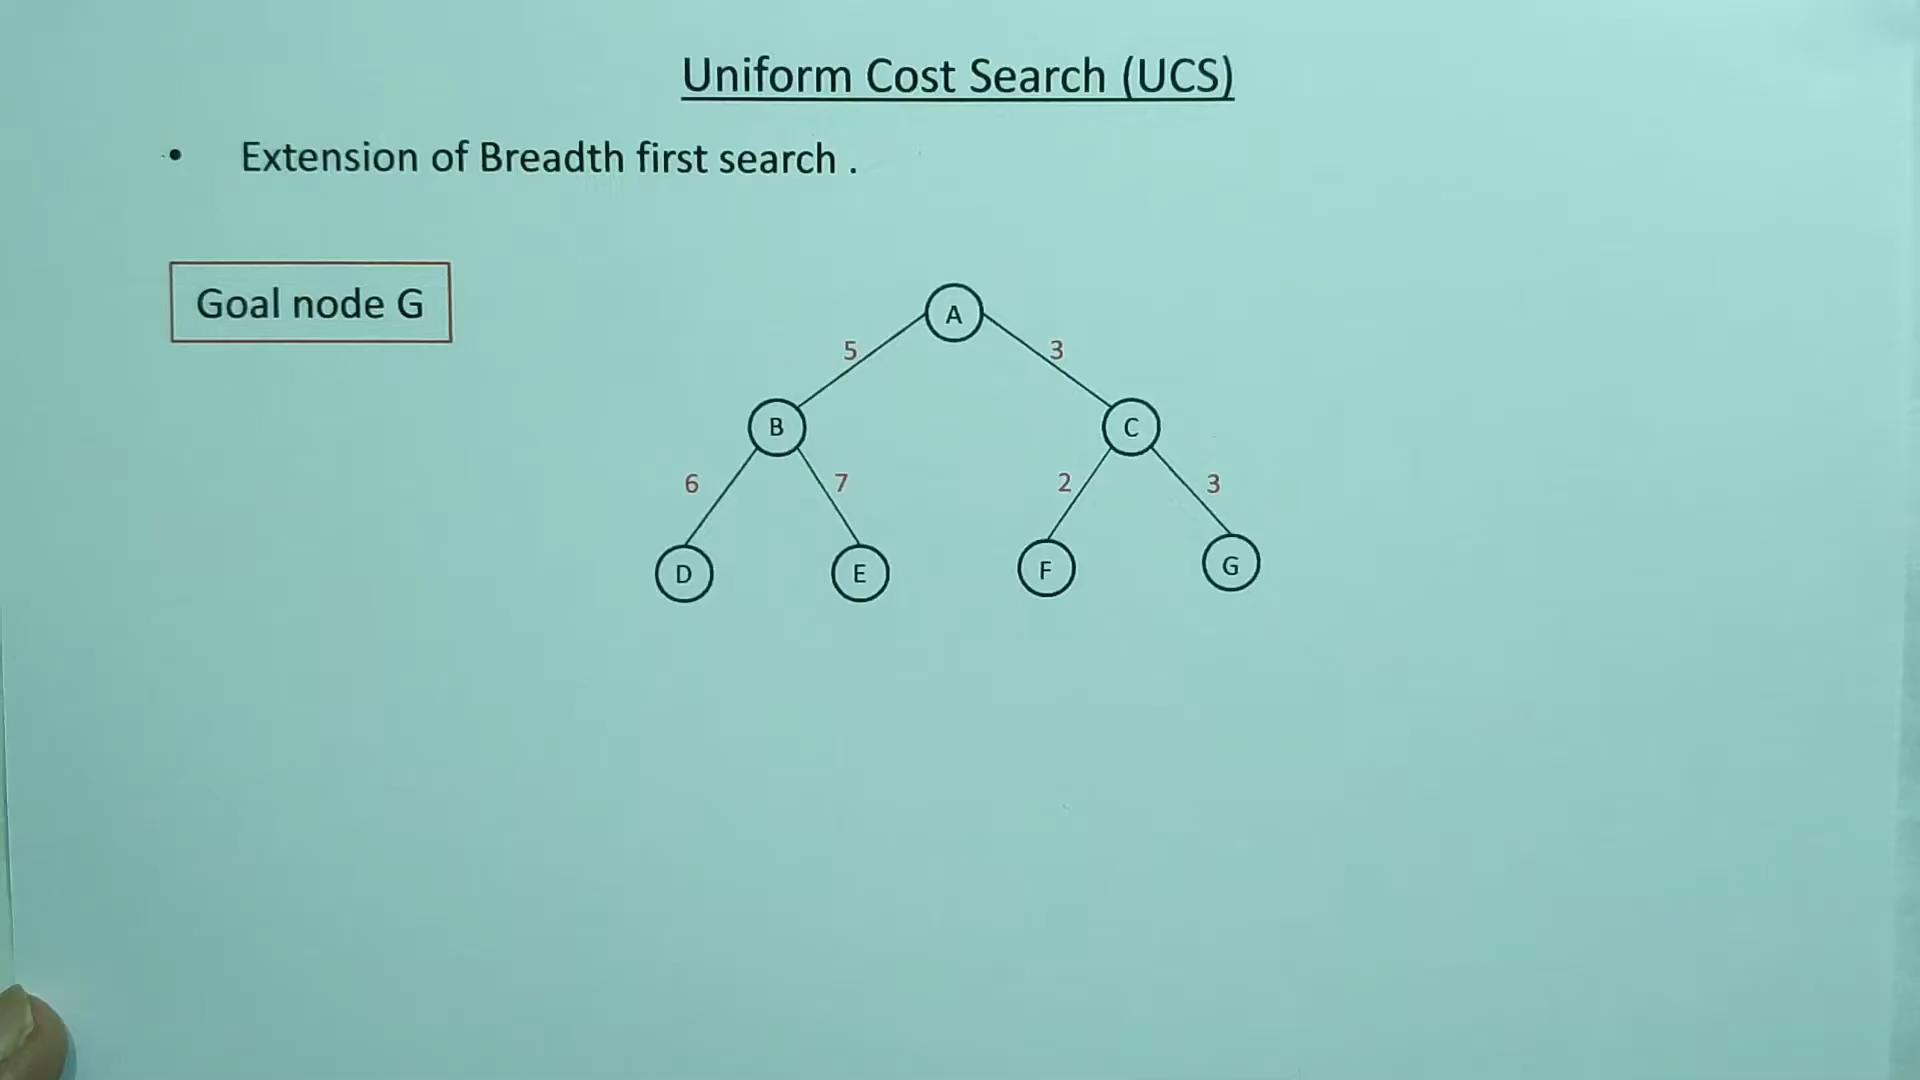 Uniform Cost Search (UCS)
• Extension of Breadth first search .
Goal node G
A
5 3
B C
6 7 2 3
D E F G